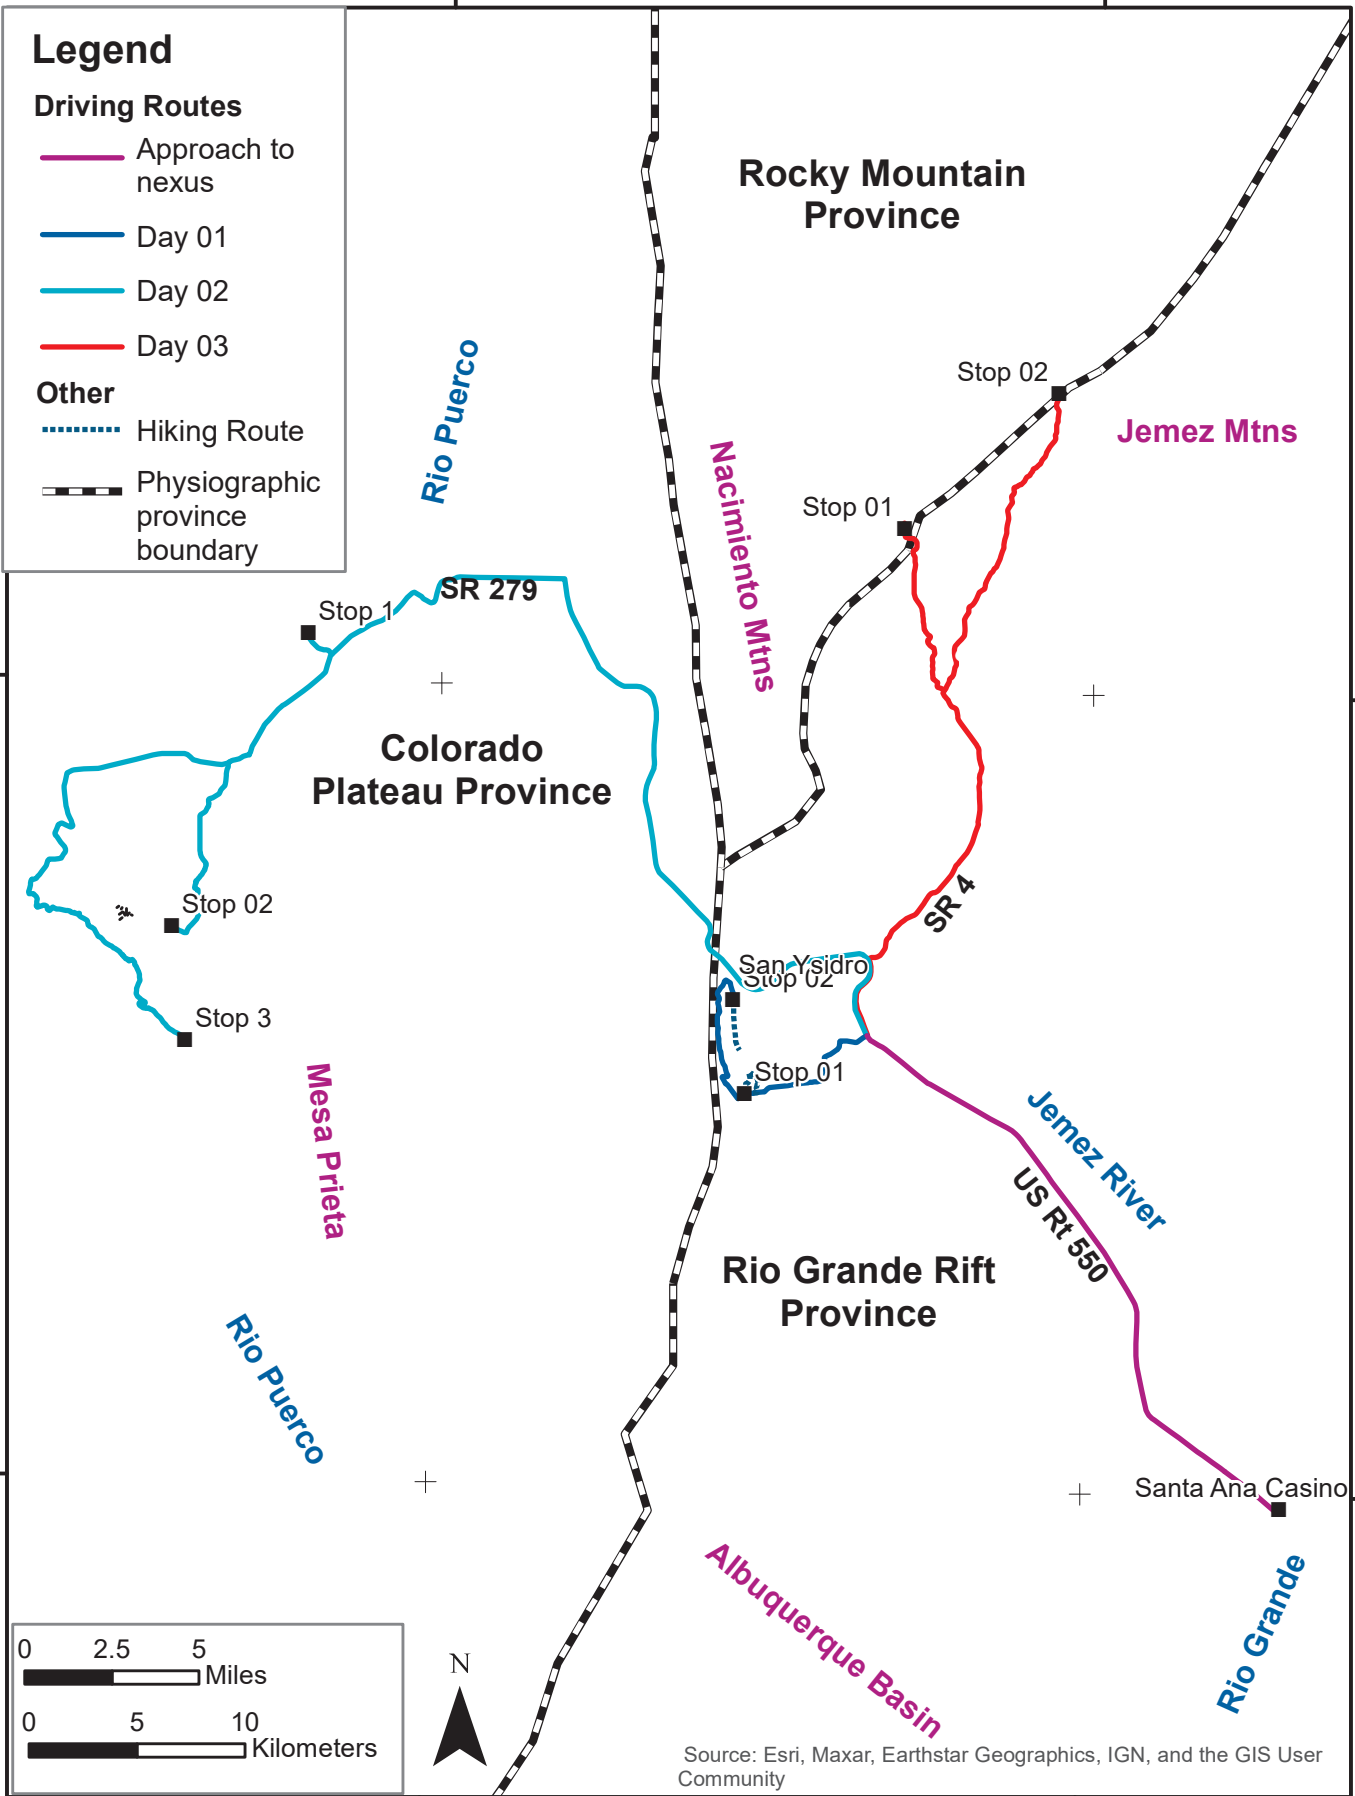 Legend
Driving Routes
Approach to
nexus
Day 01
Day 02
Day 03
Other
Hiking Route
Physiographic
province
boundary
Rocky Mountain
Province
Rio Puerco
Stop 02
Jemez Mtns
Nacimiento Mtns
Stop 01
SR 279
Stop 1
Colorado
Plateau Province
SR 4
Stop 02
San Ysidro
Stop 02
Stop 3
Stop 01
Mesa Prieta
Jemez River
US Rt 550
Rio Grande Rift
Province
Rio Puerco
Santa Ana Casino
Albuquerque Basin
Rio Grande
0 2.5 5
Miles
0 5 10
Kilometers
N
Source: Esri, Maxar, Earthstar Geographics, IGN, and the GIS User
Community